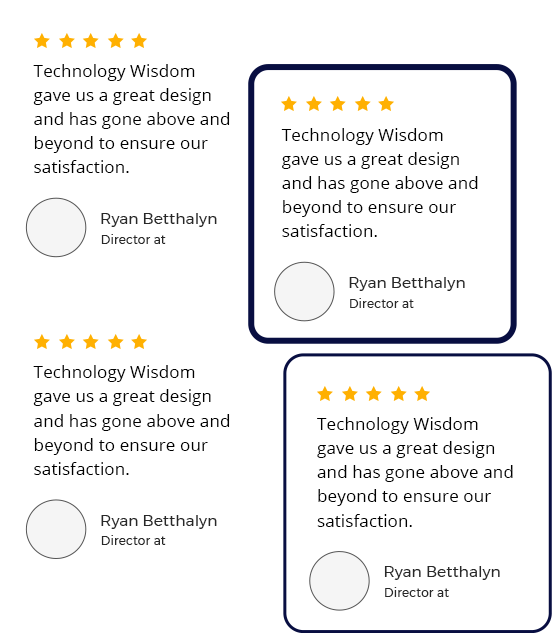 Technology Wisdom
gave us a great design
and has gone above and
beyond to ensure our
satisfaction.
Ryan Betthalyn
Director at
Technology Wisdom
gave us a great design
and has gone above and
beyond to ensure our
satisfaction.
Ryan Betthalyn
Director at
Technology Wisdom
gave us a great design
and has gone above and
beyond to ensure our
satisfaction.
Ryan Betthalyn
Director at
Technology Wisdom
gave us a great design
and has gone above and
beyond to ensure our
satisfaction.
Ryan Betthalyn
Director at